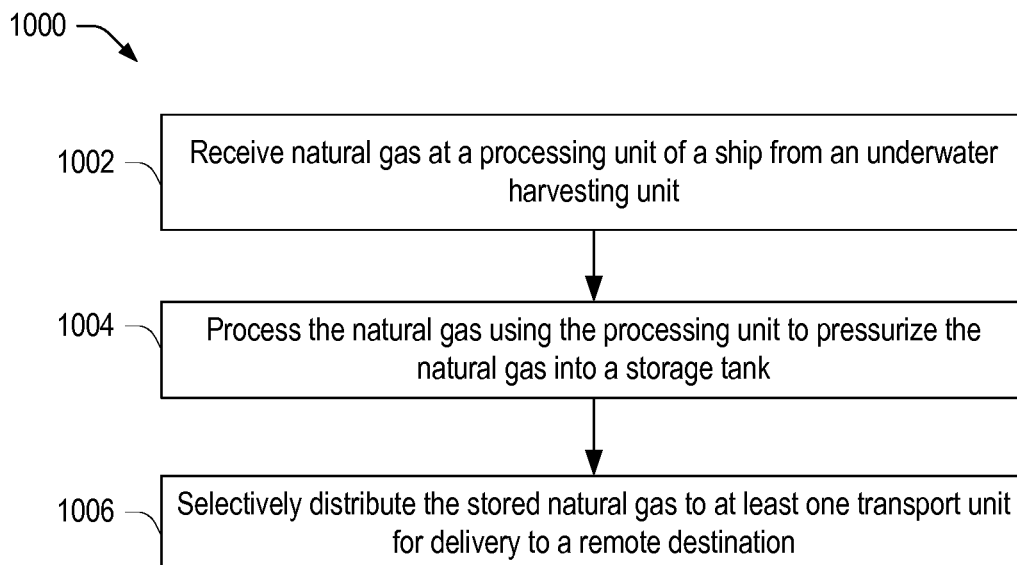 1000
1002
Receive natural gas at a processing unit of a ship from an underwater
harvesting unit
1004
Process the natural gas using the processing unit to pressurize the
natural gas into a storage tank
1006
Selectively distribute the stored natural gas to at least one transport unit
for delivery to a remote destination